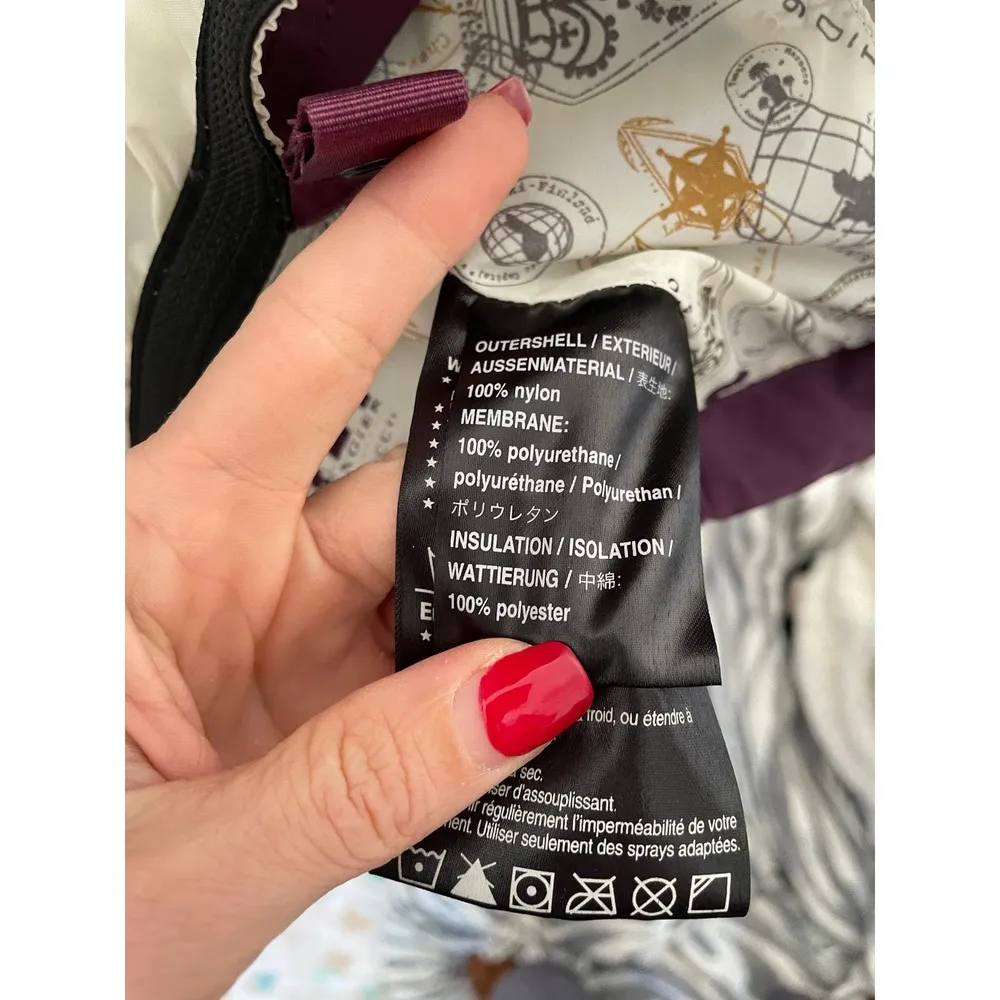 OUTERSHELL / EXTERIEUR /
AUSSENMATERIAL / 表生地:
100% nylon
MEMBRANE:
100% polyurethane/
polyuréthane / Polyurethan /
ポリウレタン
INSULATION / ISOLATION /
WATTIERUNG / 中綿:
100% polyester
froid, ou étendre à
sec.
d'assouplissant.
régulièrement l'imperméabilité de votre
Utiliser seulement des sprays adaptées.